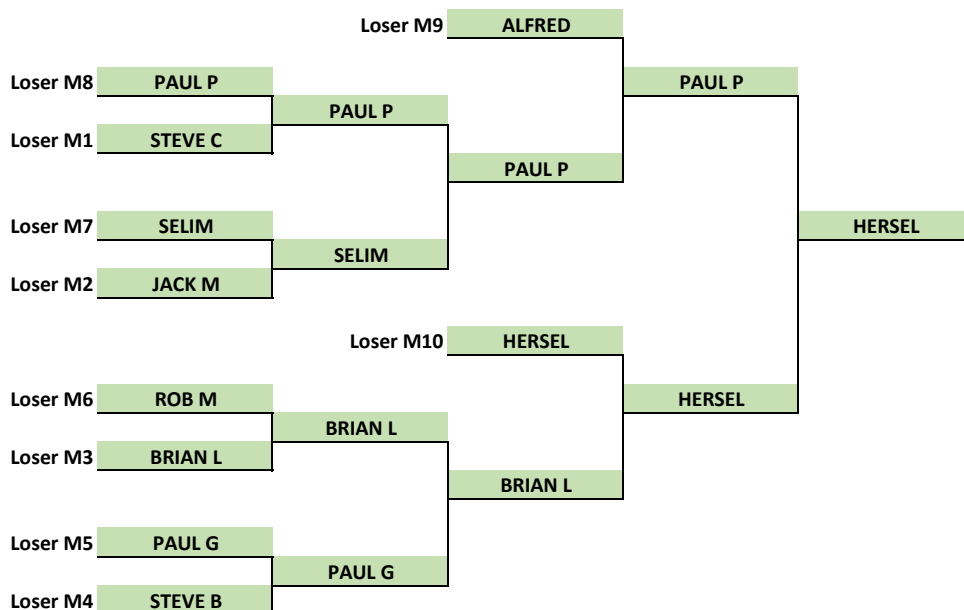 Loser M9 ALFRED
Loser M8 PAUL P PAUL P
PAUL P
Loser M1 STEVE C
PAUL P
Loser M7 SELIM HERSEL
SELIM
Loser M2 JACK M
Loser M10 HERSEL
Loser M6 ROB M HERSEL
BRIAN L
Loser M3 BRIAN L
BRIAN L
Loser M5 PAUL G
PAUL G
Loser M4 STEVE B